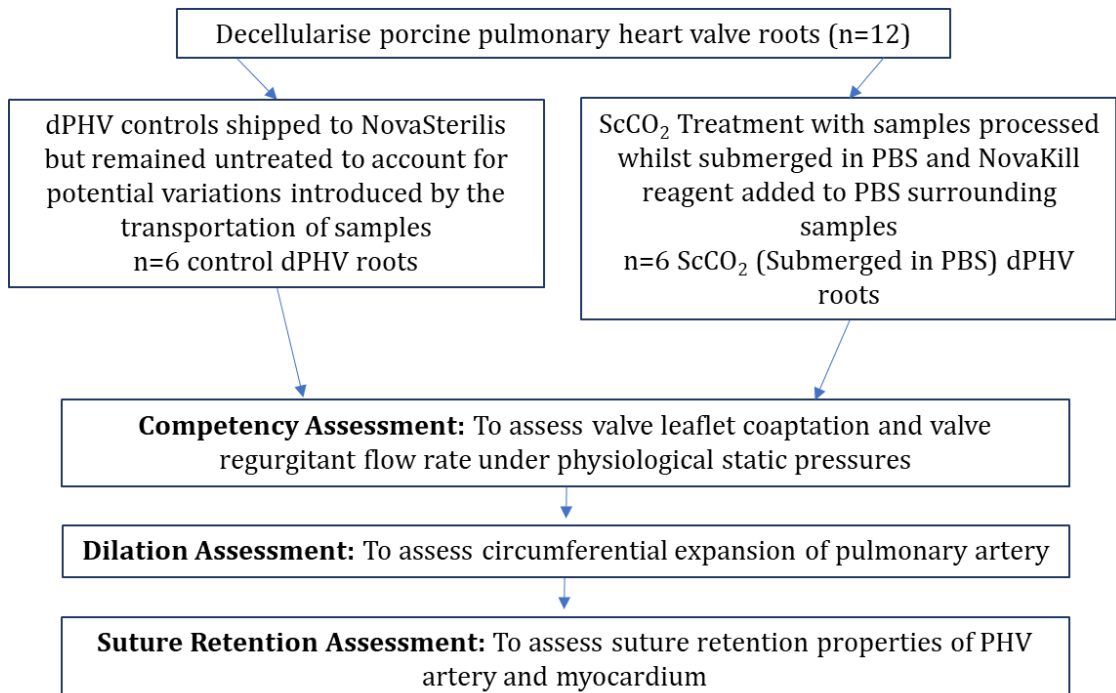 Decellularise porcine pulmonary heart valve roots (n=12)
dPHV controls shipped to NovaSterilis
but remained untreated to account for
potential variations introduced by the
transportation of samples
n=6 control dPHV roots
ScCO₂ Treatment with samples processed
whilst submerged in PBS and NovaKill
reagent added to PBS surrounding
samples
n=6 ScCO₂ (Submerged in PBS) dPHV
roots
Competency Assessment: To assess valve leaflet coaptation and valve
regurgitant flow rate under physiological static pressures
Dilation Assessment: To assess circumferential expansion of pulmonary artery
Suture Retention Assessment: To assess suture retention properties of PHV
artery and myocardium